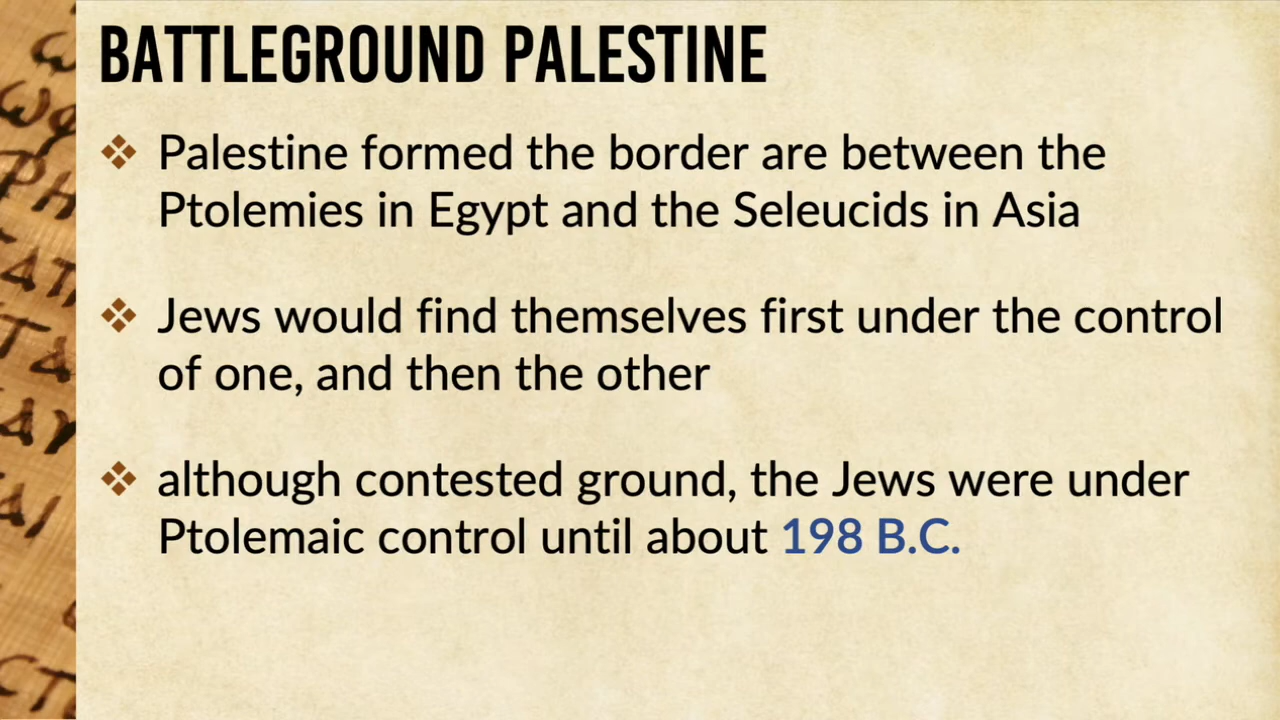 BATTLEGROUND PALESTINE
❖ Palestine formed the border are between the
Ptolemies in Egypt and the Seleucids in Asia
❖ Jews would find themselves first under the control
of one, and then the other
❖ although contested ground, the Jews were under
Ptolemaic control until about 198 B.C.